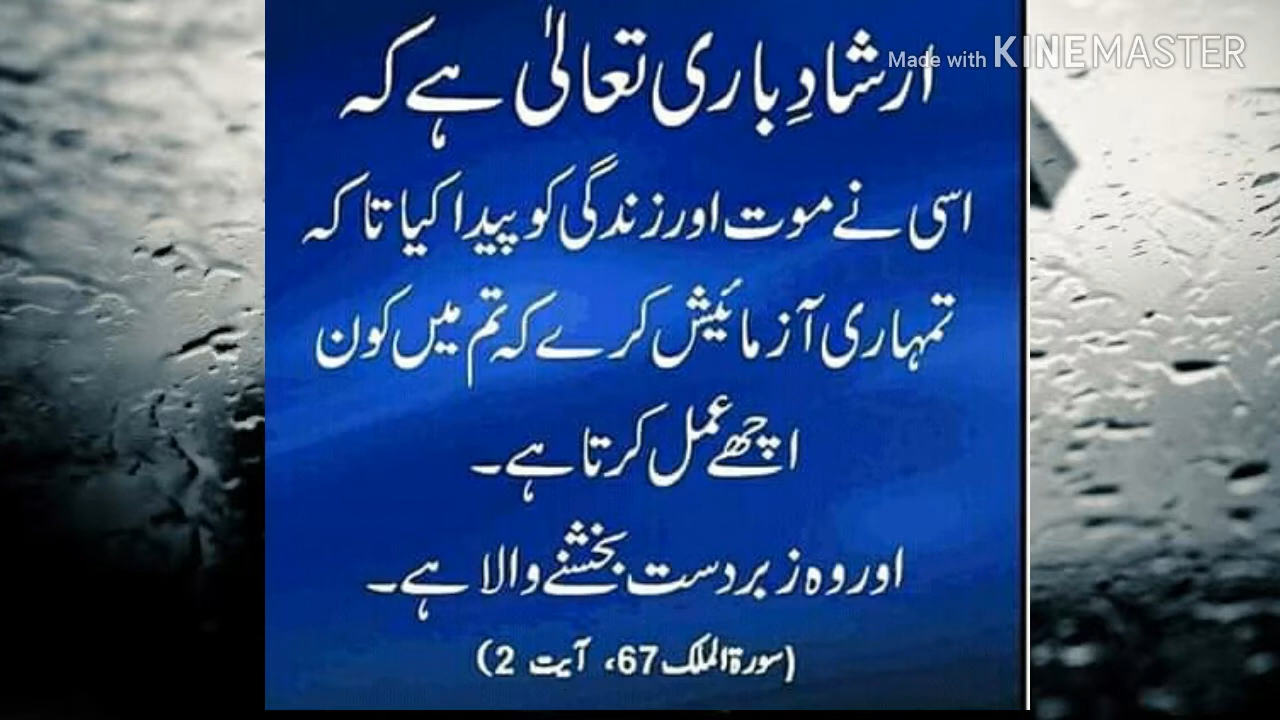 Made with KINEMASTER
ارشادِ باری تعالیٰ ہے کہ
اسی نے موت اور زندگی کو پیدا کیا تا کہ
تمہاری آزمائیش کرے کہ تم میں کون
اچھے عمل کرتا ہے۔
اور وہ زبردست بخشنے والا ہے۔
(سورۃ الملک 67، آیت 2)